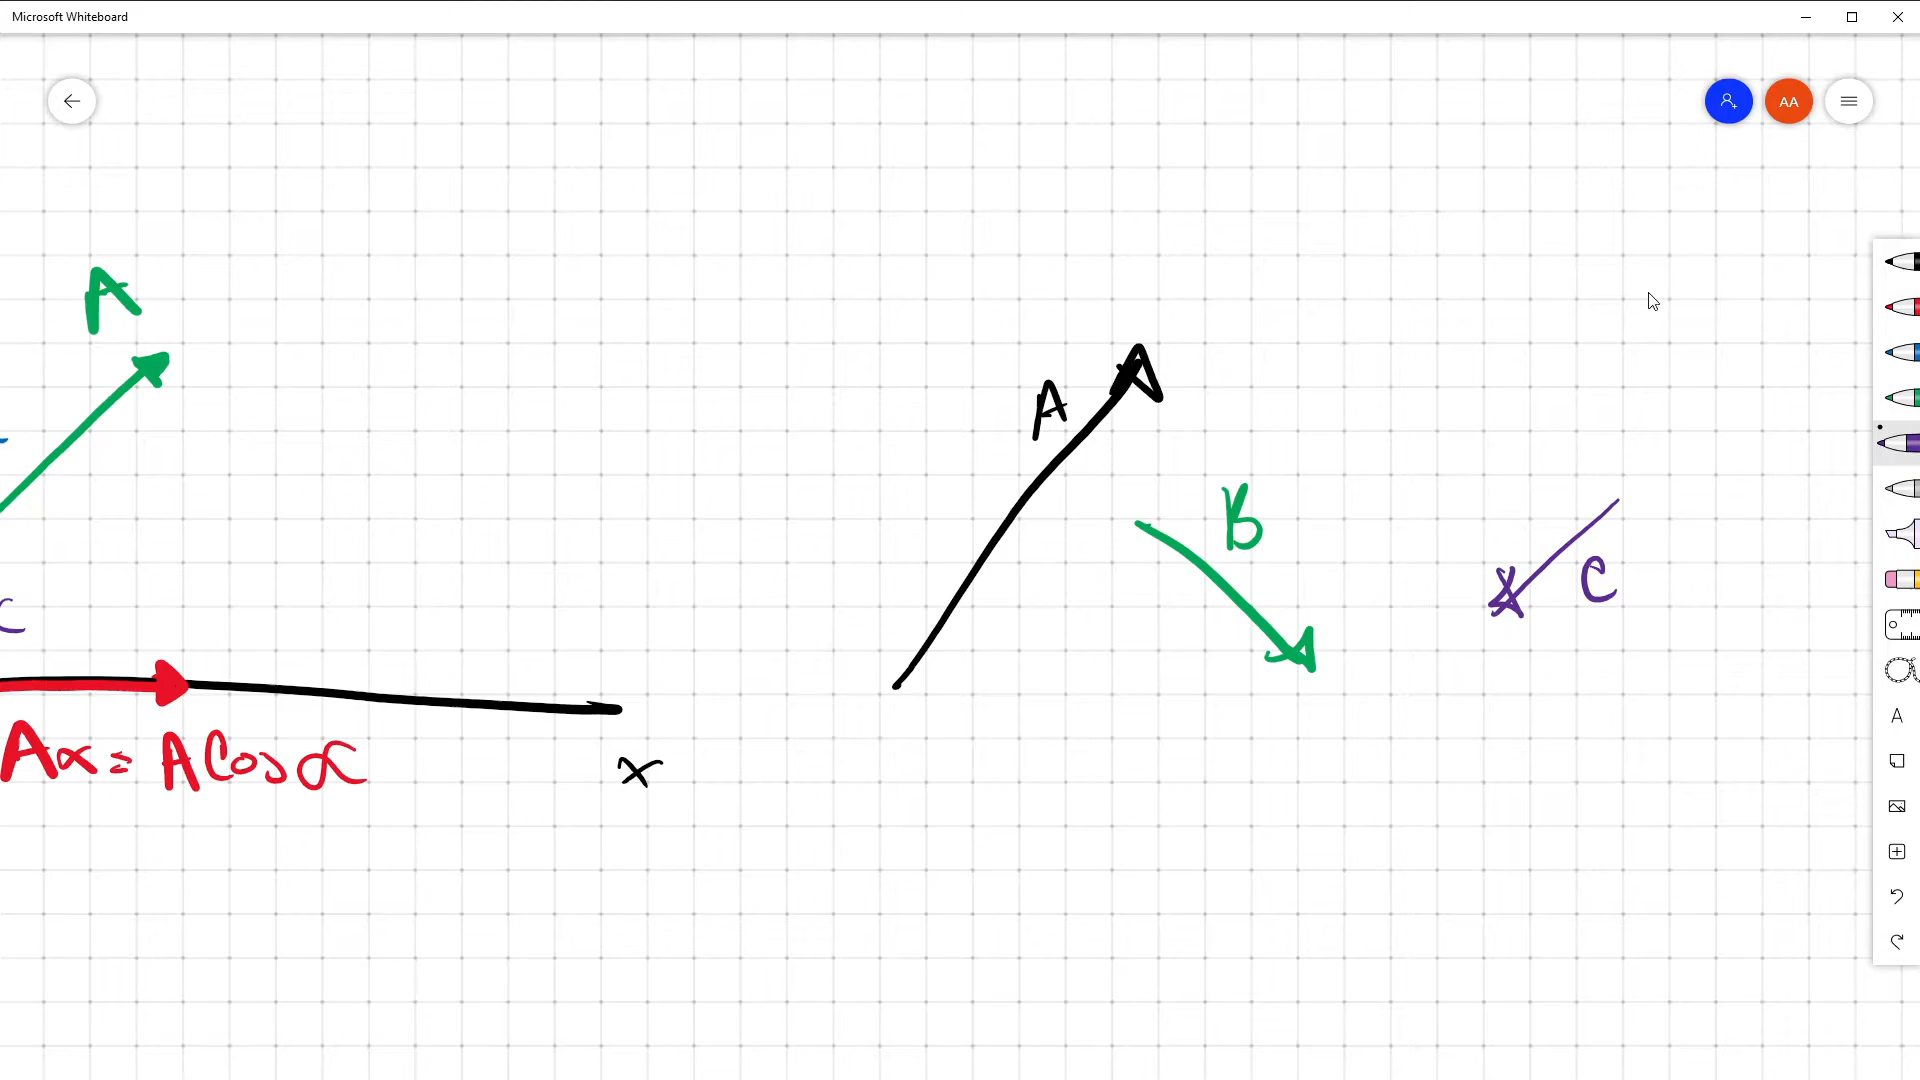 Microsoft Whiteboard
AA
A
A
B
C
Ax = A Cos α
x
A